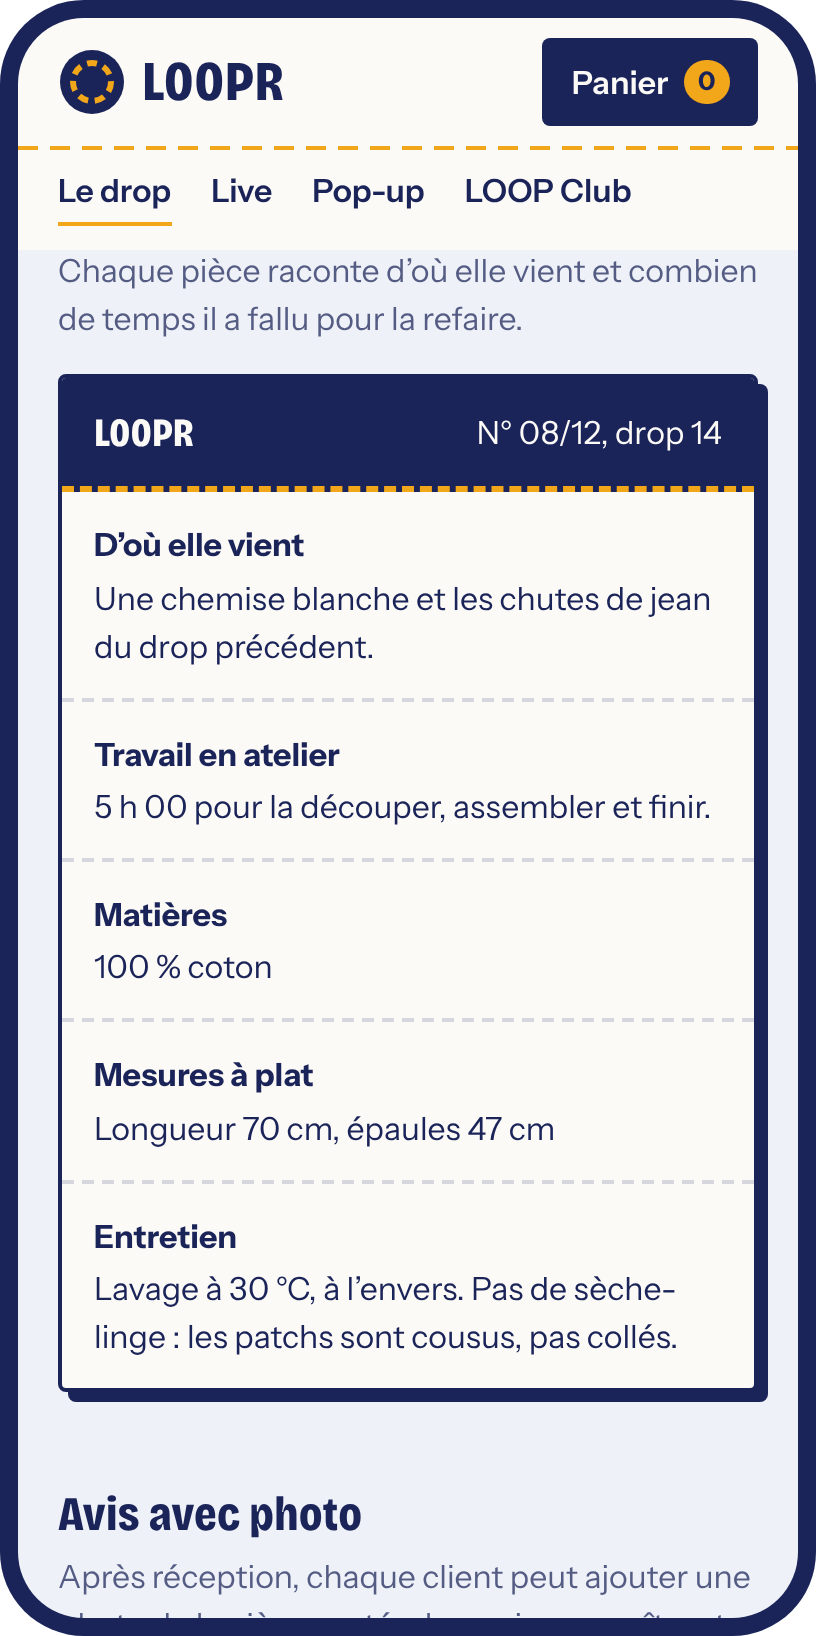 LOOPR
Panier 0
Le drop Live Pop-up LOOP Club
Chaque pièce raconte d’où elle vient et combien
de temps il a fallu pour la refaire.
LOOPR
N° 08/12, drop 14
D’où elle vient
Une chemise blanche et les chutes de jean
du drop précédent.
Travail en atelier
5 h 00 pour la découper, assembler et finir.
Matières
100 % coton
Mesures à plat
Longueur 70 cm, épaules 47 cm
Entretien
Lavage à 30 °C, à l’envers. Pas de sèche-
linge : les patchs sont cousus, pas collés.
Avis avec photo
Après réception, chaque client peut ajouter une